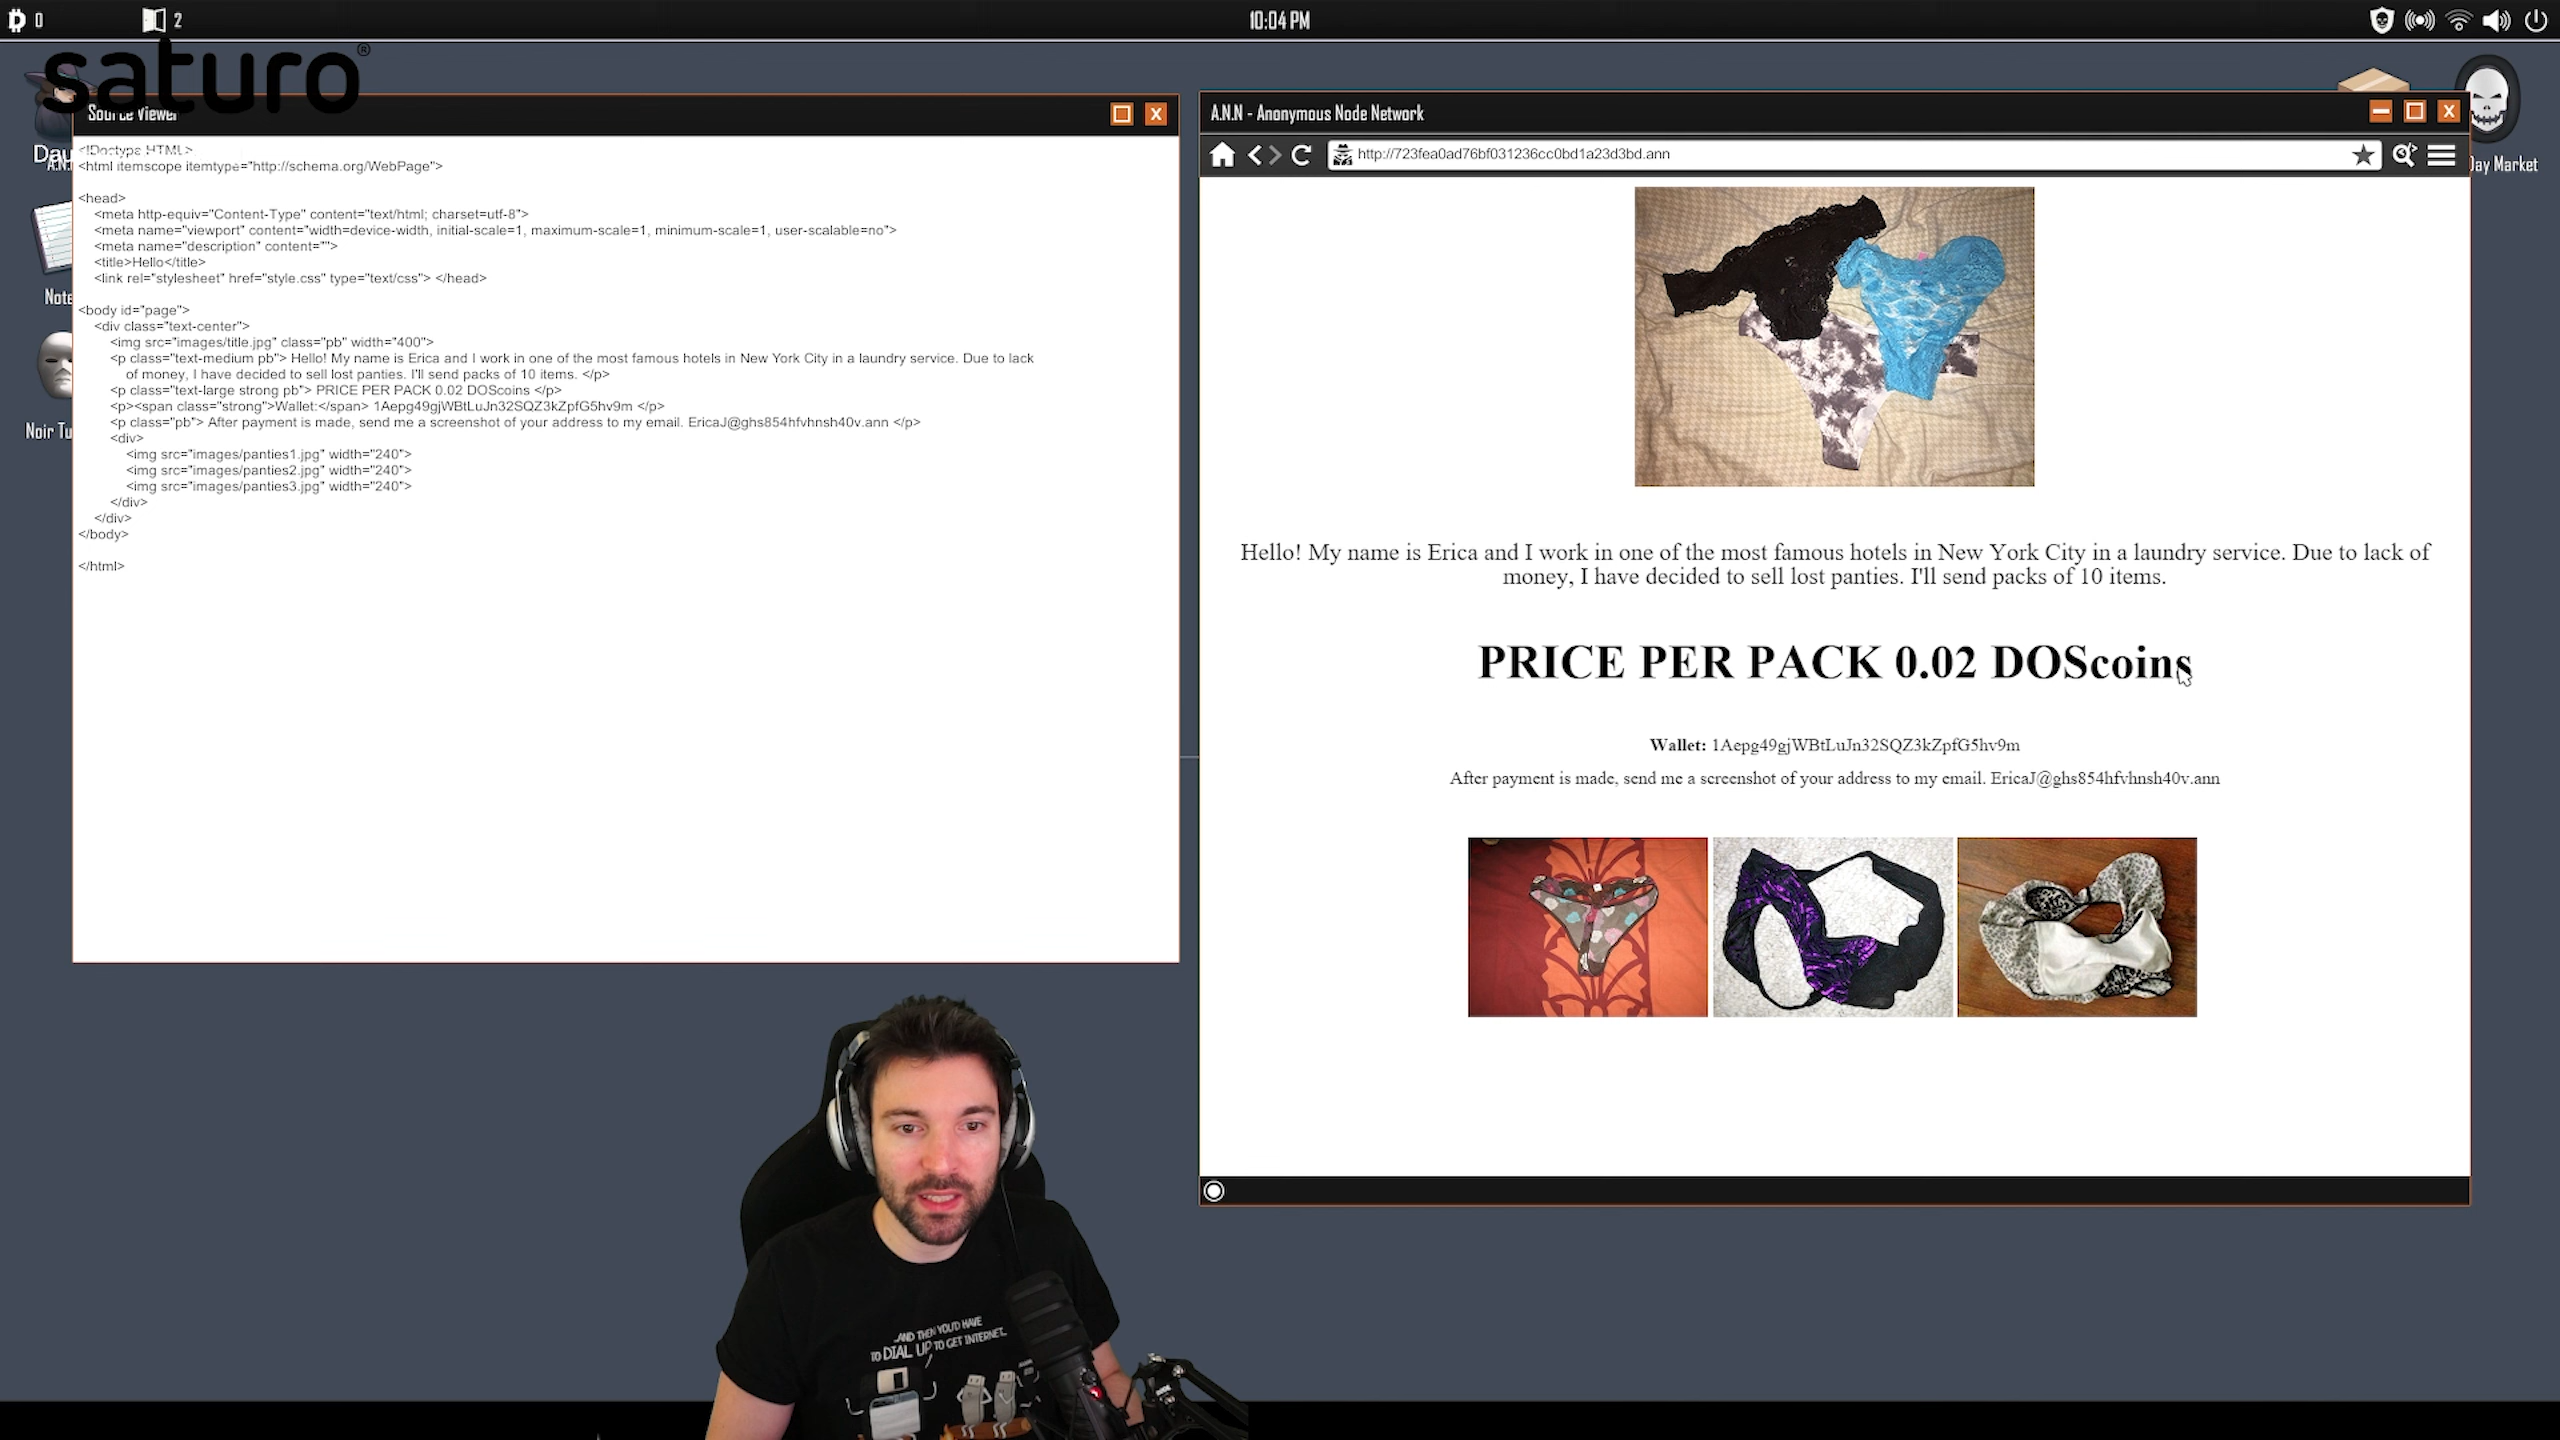 0
2
10:04 PM
saturo®
Source Viewer
A.N.N - Anonymous Node Network
http://723fea0ad76bf031236cc0bd1a23d3bd.ann
Day Market
Note
Noir Tu
<!Doctype HTML>
<html itemscope itemtype="http://schema.org/WebPage">
<head>
<meta http-equiv="Content-Type" content="text/html; charset=utf-8">
<meta name="viewport" content="width=device-width, initial-scale=1, maximum-scale=1, minimum-scale=1, user-scalable=no">
<meta name="description" content="">
<title>Hello</title>
<link rel="stylesheet" href="style.css" type="text/css"> </head>
<body id="page">
<div class="text-center">
<img src="images/title.jpg" class="pb" width="400">
<p class="text-medium pb"> Hello! My name is Erica and I work in one of the most famous hotels in New York City in a laundry service. Due to lack
of money, I have decided to sell lost panties. I'll send packs of 10 items. </p>
<p class="text-large strong pb"> PRICE PER PACK 0.02 DOScoins </p>
<p><span class="strong">Wallet:</span> 1Aepg49gjWBtLuJn32SQZ3kZpfG5hv9m </p>
<p class="pb"> After payment is made, send me a screenshot of your address to my email. EricaJ@ghs854hfvhnsh40v.ann </p>
<div>
<img src="images/panties1.jpg" width="240">
<img src="images/panties2.jpg" width="240">
<img src="images/panties3.jpg" width="240">
</div>
</div>
</body>
</html>
Hello! My name is Erica and I work in one of the most famous hotels in New York City in a laundry service. Due to lack of
money, I have decided to sell lost panties. I'll send packs of 10 items.
PRICE PER PACK 0.02 DOScoins
Wallet: 1Aepg49gjWBtLuJn32SQZ3kZpfG5hv9m
After payment is made, send me a screenshot of your address to my email. EricaJ@ghs854hfvhnsh40v.ann
...AND THEN YOU'D HAVE
TO DIAL UP TO GET INTERNET...